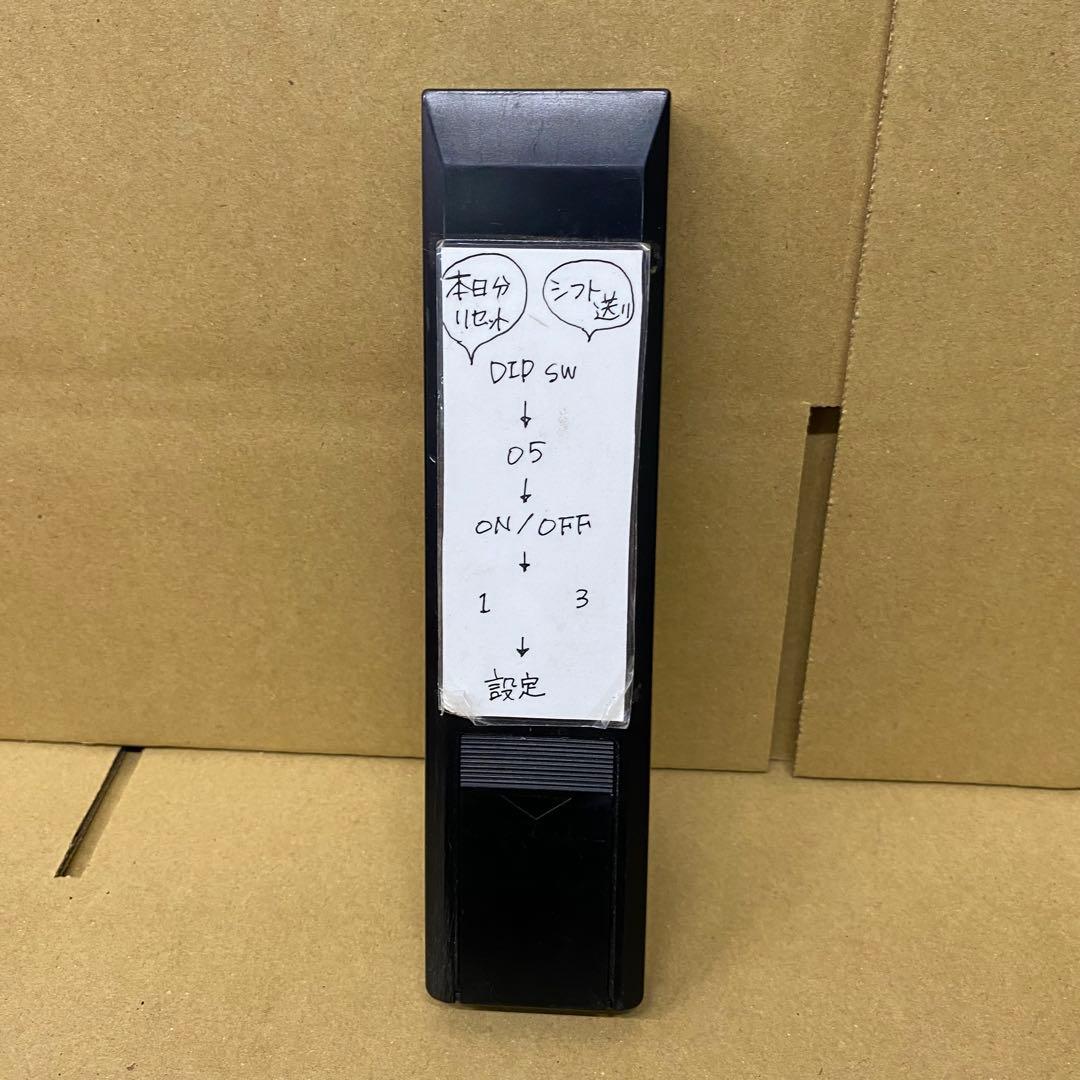 本日分
リセット
シフト
送り
DIP SW
↓
05
↓
ON/OFF
↓
1 3
↓
設定